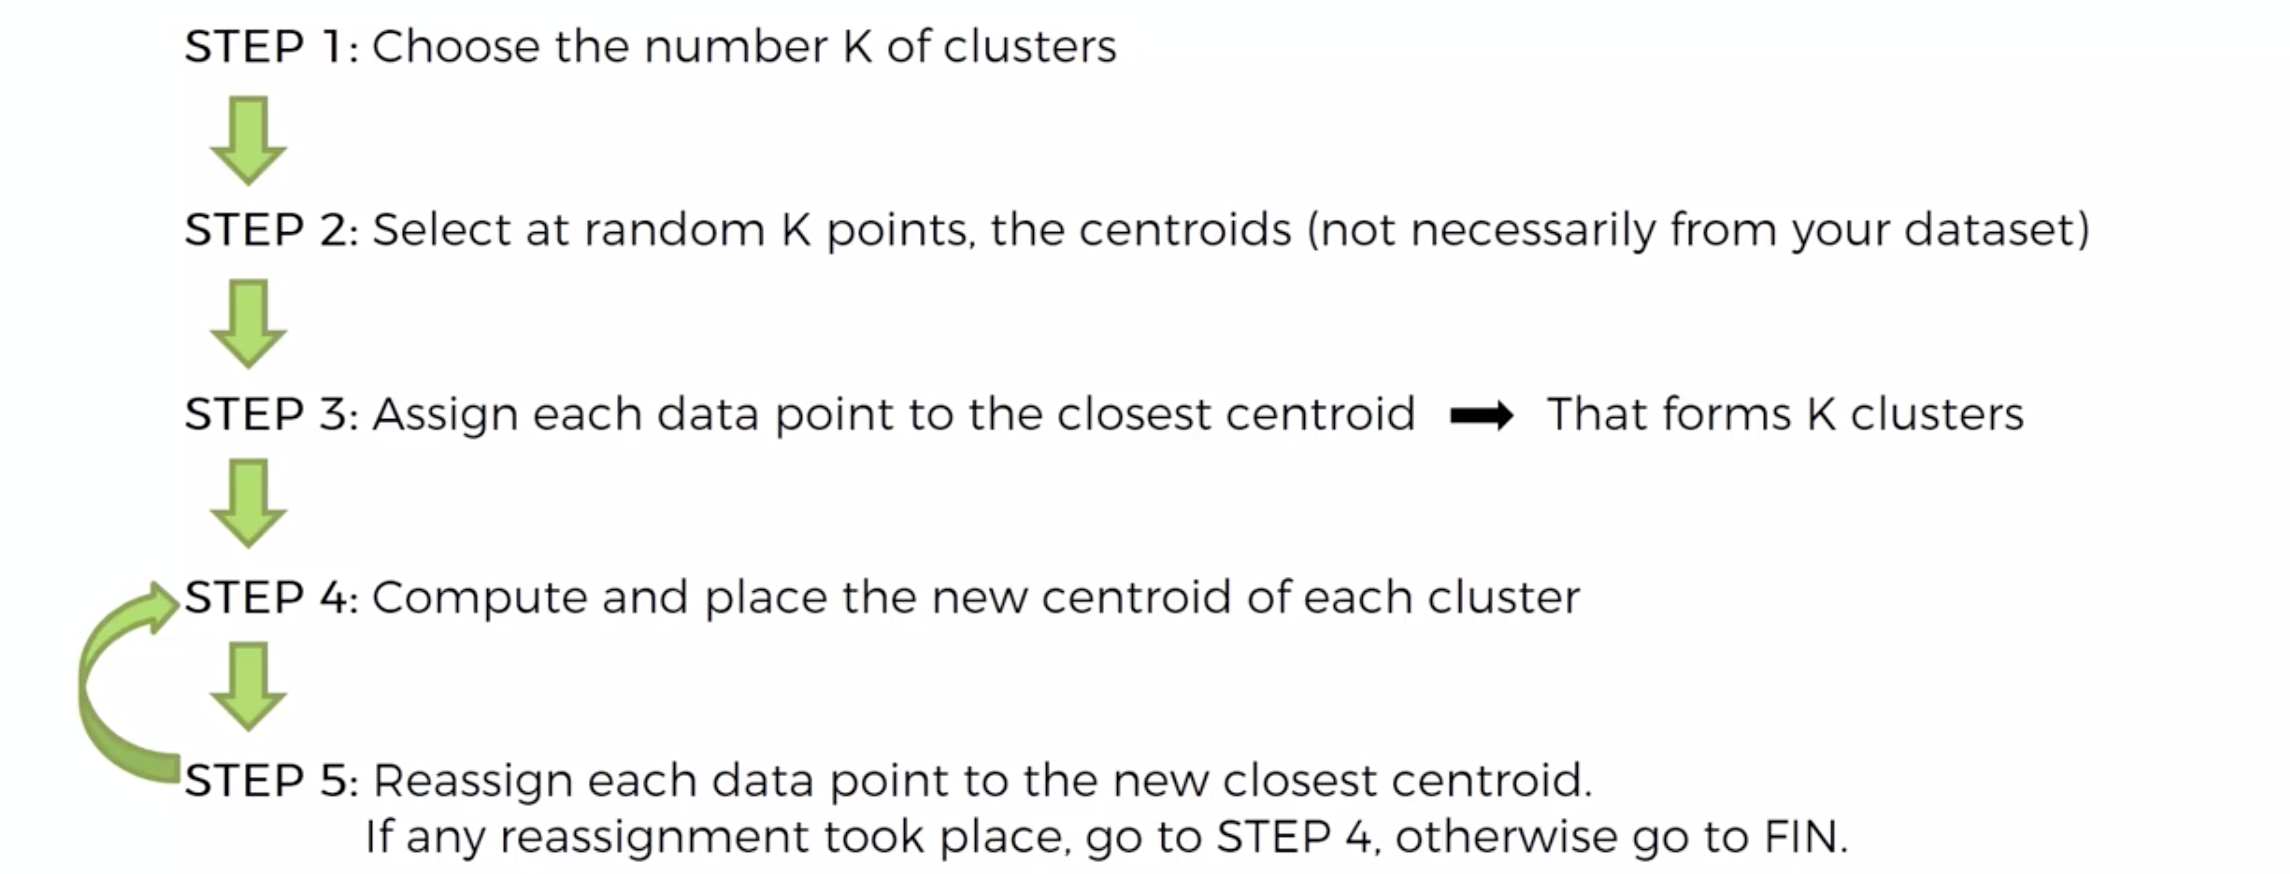 STEP 1: Choose the number K of clusters
STEP 2: Select at random K points, the centroids (not necessarily from your dataset)
STEP 3: Assign each data point to the closest centroid ➡ That forms K clusters
STEP 4: Compute and place the new centroid of each cluster
STEP 5: Reassign each data point to the new closest centroid.
If any reassignment took place, go to STEP 4, otherwise go to FIN.